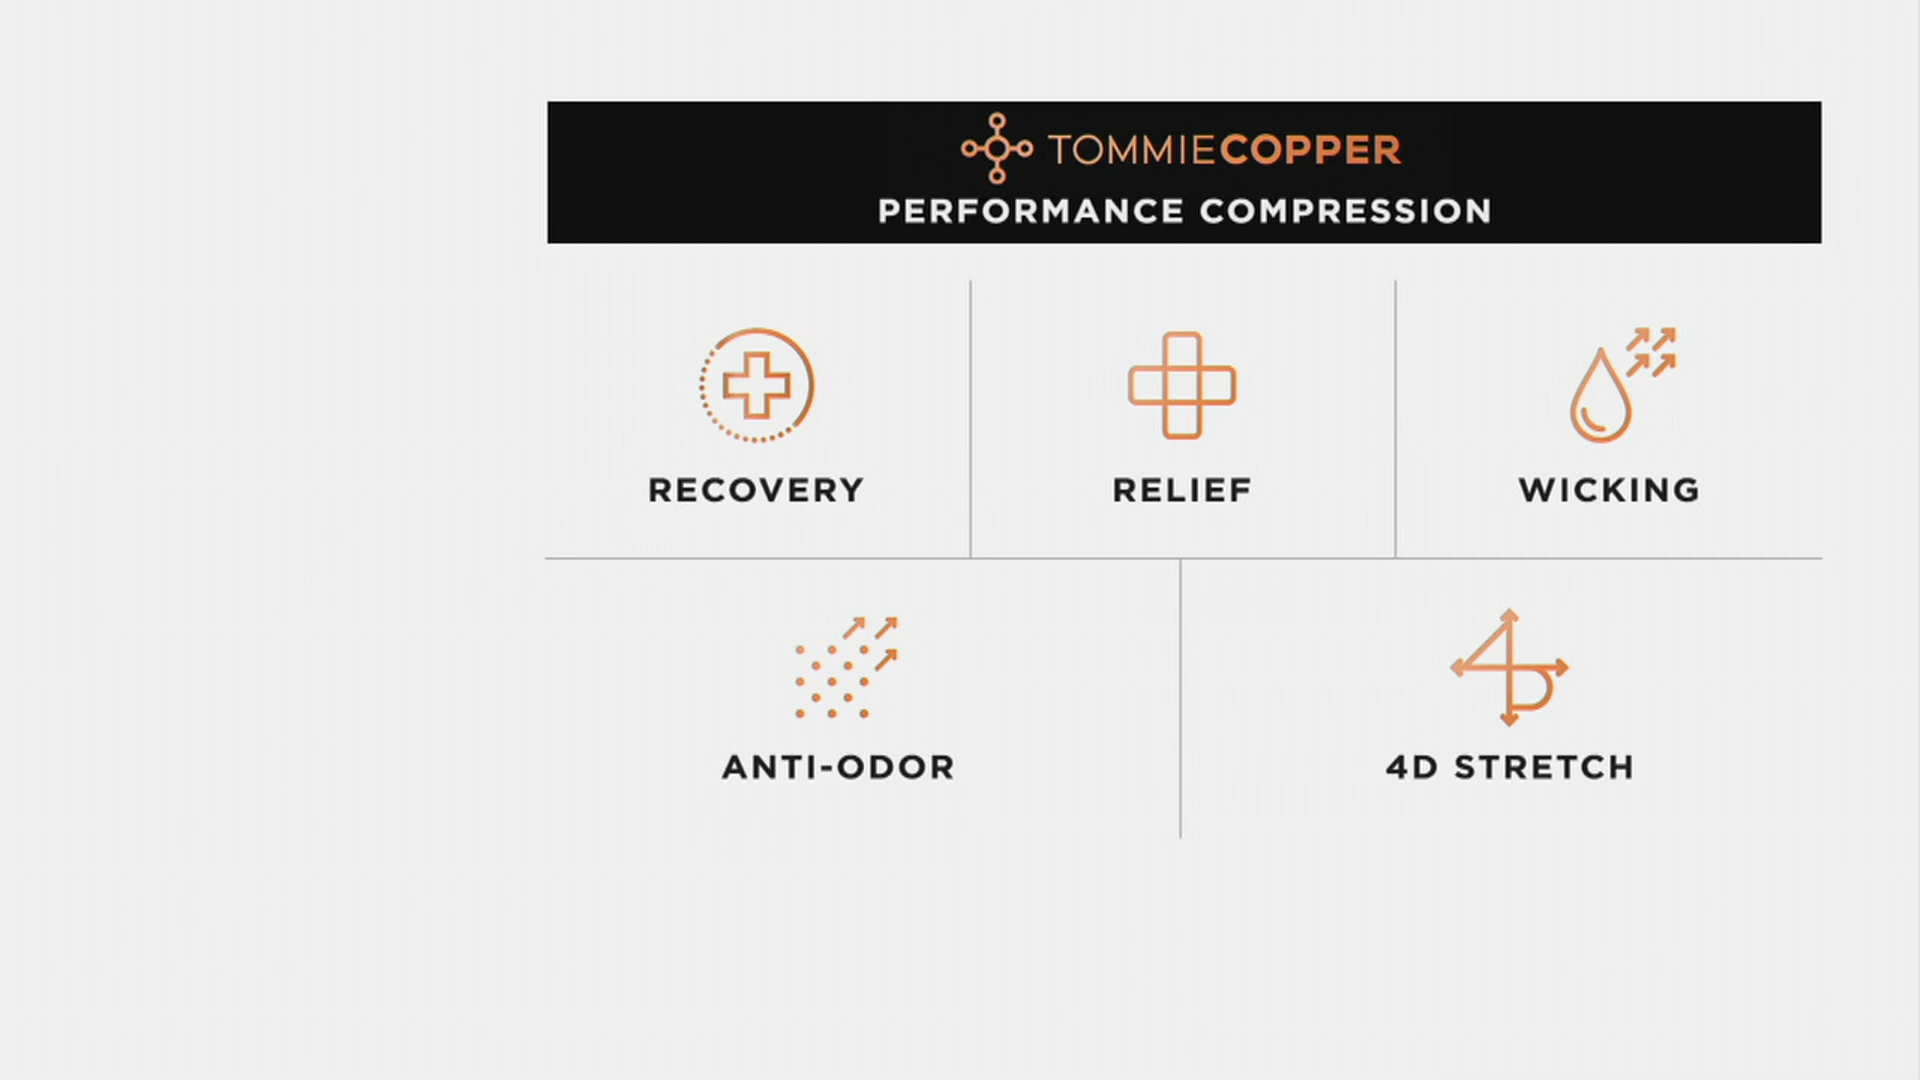 TOMMIECOPPER
PERFORMANCE COMPRESSION
RECOVERY
RELIEF
WICKING
ANTI-ODOR
4D STRETCH